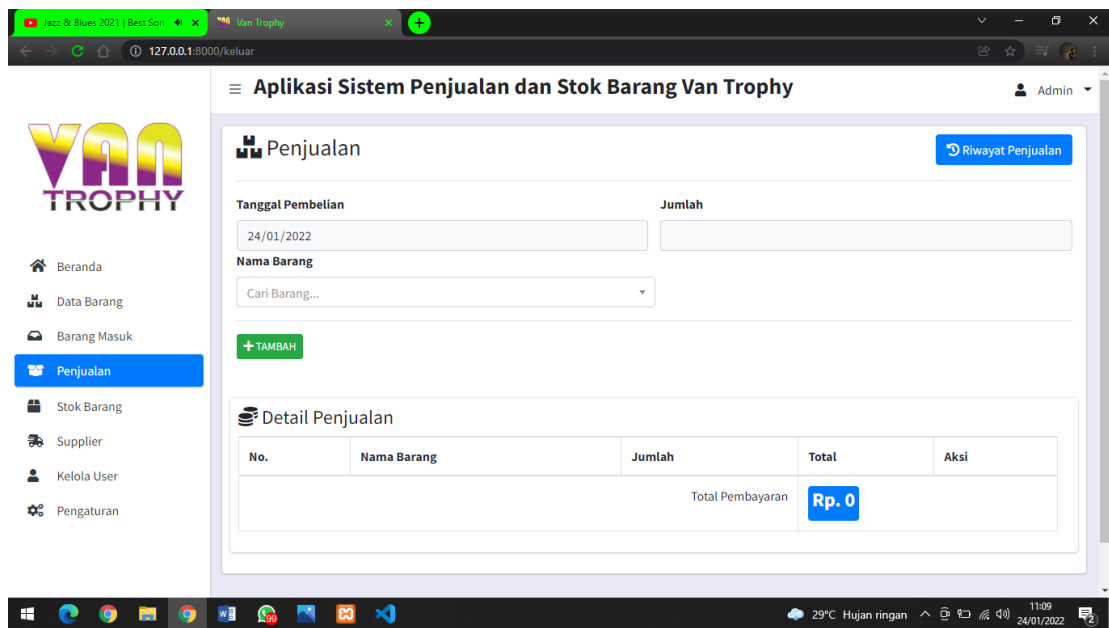 Jazz & Blues 2021 | Best Son
Van Trophy
127.0.0.1:8000/keluar
Aplikasi Sistem Penjualan dan Stok Barang Van Trophy
Admin
VAN
TROPHY
Beranda
Data Barang
Barang Masuk
Penjualan
Stok Barang
Supplier
Kelola User
Pengaturan
Penjualan
Riwayat Penjualan
Tanggal Pembelian
Jumlah
24/01/2022
Nama Barang
Cari Barang...
TAMBAH
Detail Penjualan
No. Nama Barang Jumlah Total Aksi
Total Pembayaran Rp. 0
99
29°C Hujan ringan
11:09
24/01/2022
2